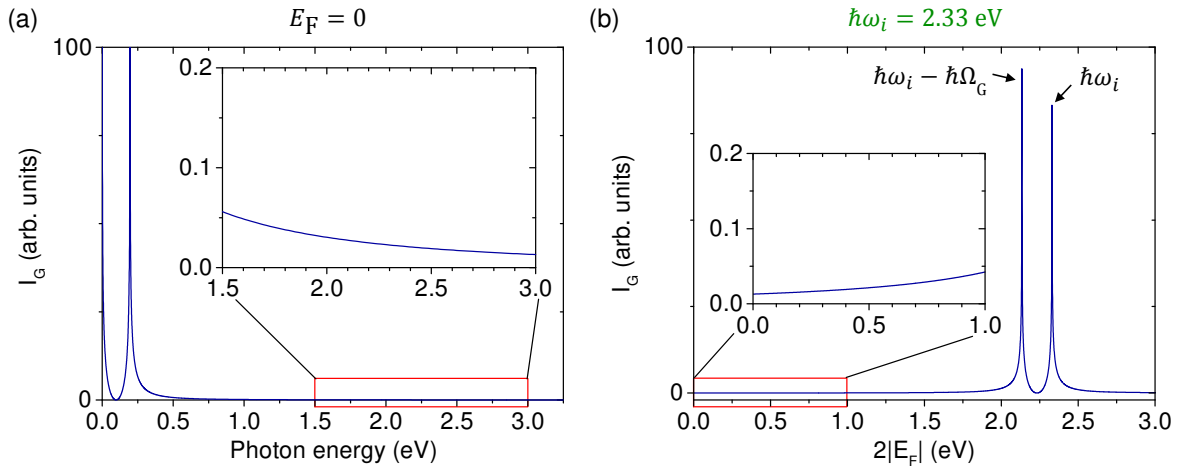 (a)
E_F = 0
100
0
I_G (arb. units)
0.0 0.5 1.0 1.5 2.0 2.5 3.0
Photon energy (eV)
0.2
0.1
0.0
1.5 2.0 2.5 3.0
(b)
ℏω_i = 2.33 eV
100
0
I_G (arb. units)
ℏω_i − ℏΩ_G
ℏω_i
0.2
0.1
0.0
0.0 0.5 1.0
0.0 0.5 1.0 1.5 2.0 2.5 3.0
2|E_F| (eV)